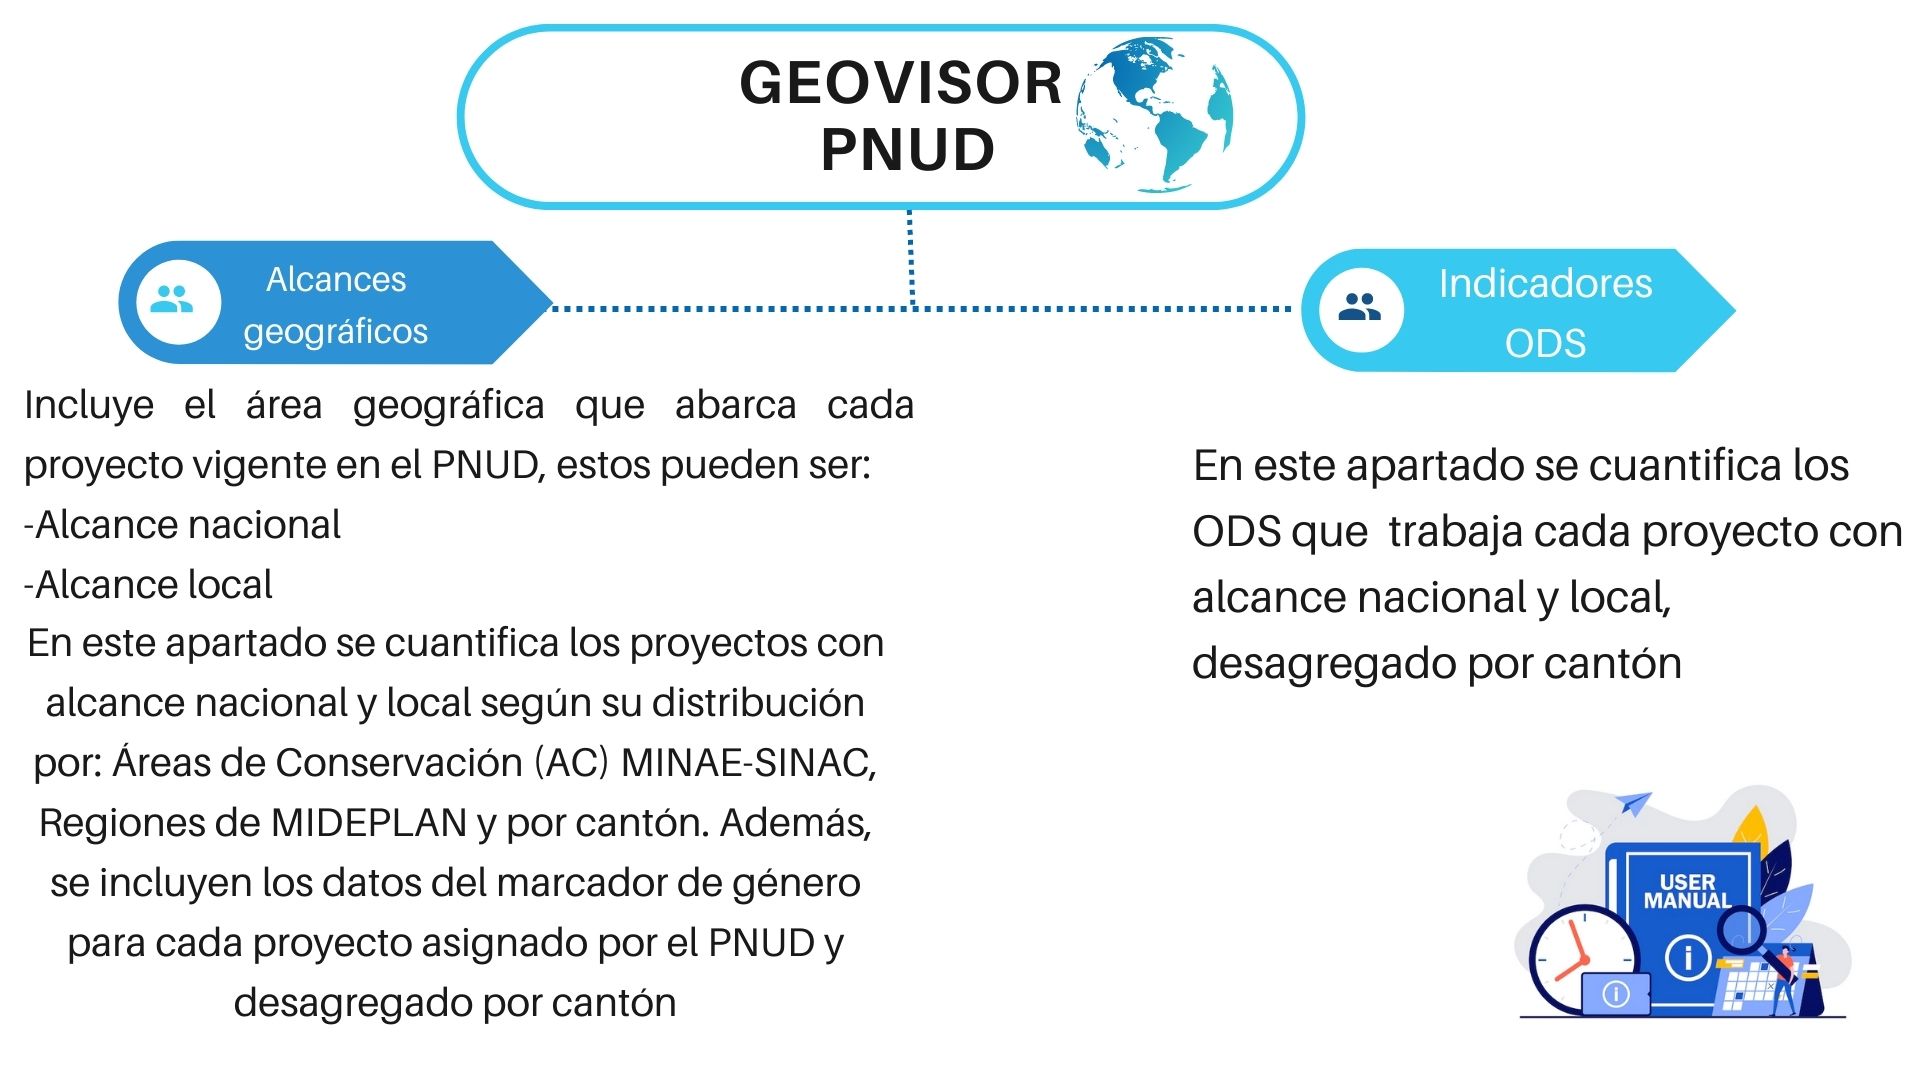 GEOVISOR
PNUD
Alcances
geográficos
Incluye el área geográfica que abarca cada
proyecto vigente en el PNUD, estos pueden ser:
-Alcance nacional
-Alcance local
En este apartado se cuantifica los proyectos con
alcance nacional y local según su distribución
por: Áreas de Conservación (AC) MINAE-SINAC,
Regiones de MIDEPLAN y por cantón. Además,
se incluyen los datos del marcador de género
para cada proyecto asignado por el PNUD y
desagregado por cantón
Indicadores
ODS
En este apartado se cuantifica los
ODS que  trabaja cada proyecto con
alcance nacional y local,
desagregado por cantón
USER
MANUAL
i
i